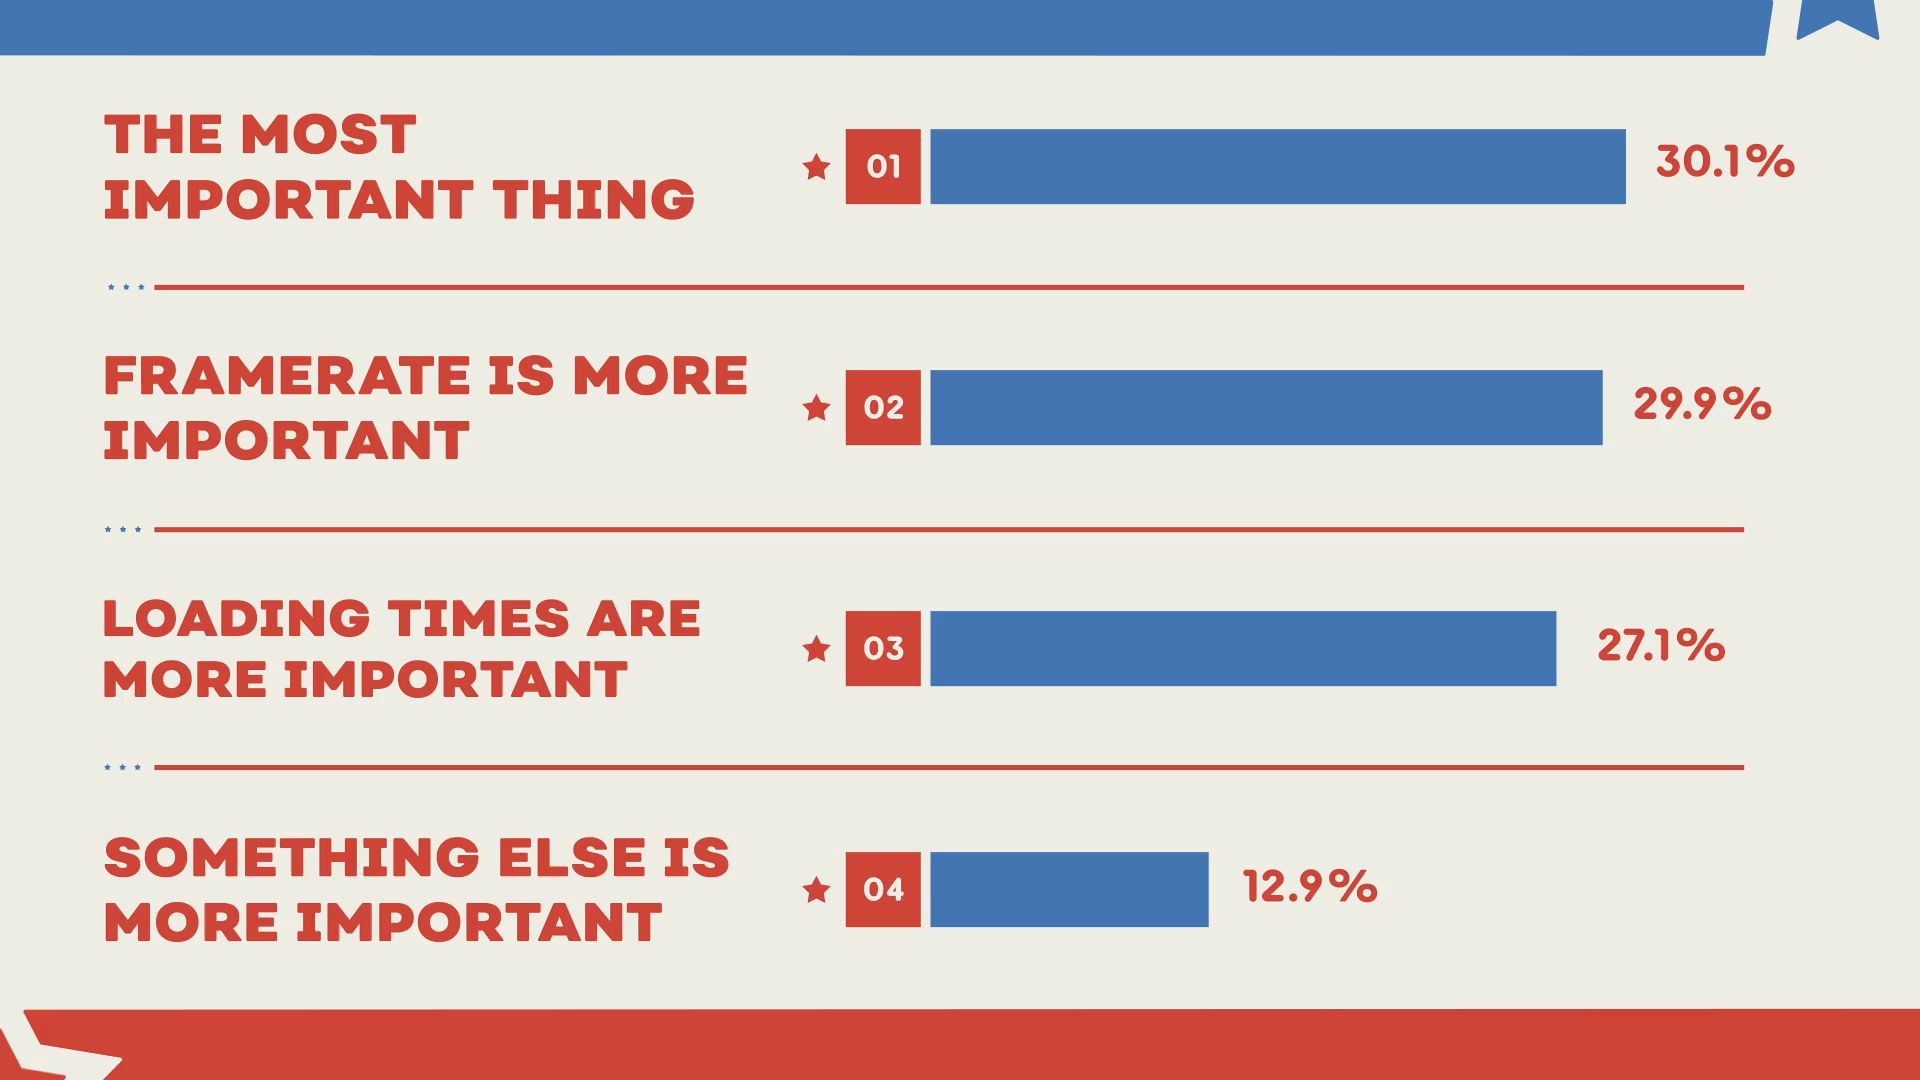 THE MOST
IMPORTANT THING
01
30.1%
FRAMERATE IS MORE
IMPORTANT
02
29.9%
LOADING TIMES ARE
MORE IMPORTANT
03
27.1%
SOMETHING ELSE IS
MORE IMPORTANT
04
12.9%